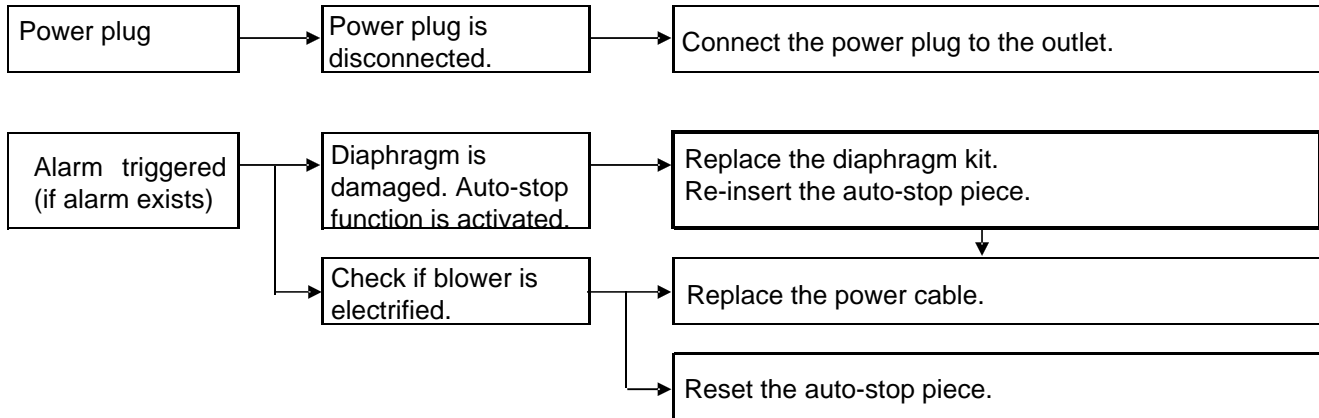 Power plug
Power plug is
disconnected.
Connect the power plug to the outlet.
Alarm triggered
(if alarm exists)
Diaphragm is
damaged. Auto-stop
function is activated.
Replace the diaphragm kit.
Re-insert the auto-stop piece.
Check if blower is
electrified.
Replace the power cable.
Reset the auto-stop piece.